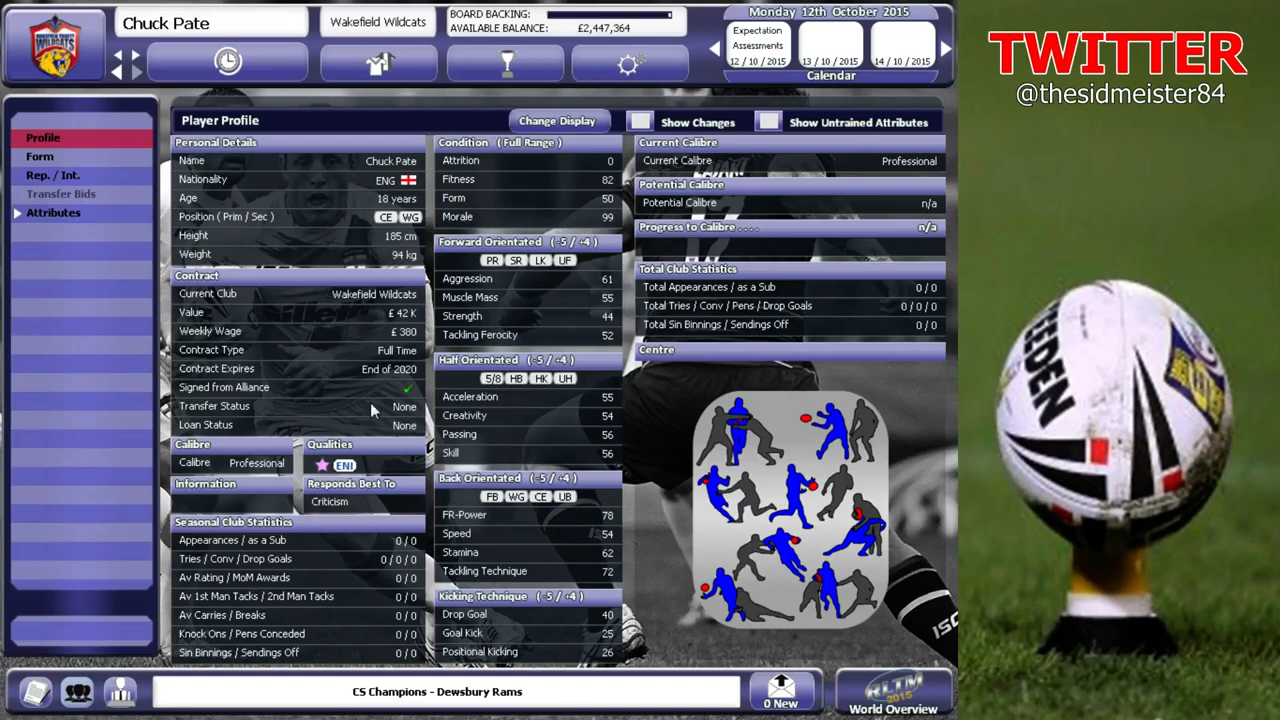 Chuck Pate
Wakefield Wildcats
BOARD BACKING:
AVAILABLE BALANCE: £2,447,364
Monday 12th October 2015
Expectation
Assessments
12 / 10 / 2015
13 / 10 / 2015
14 / 10 / 2015
Calendar
WILDCATS
TWITTER
@thesidmeister84
Player Profile
Change Display
Show Changes
Show Untrained Attributes
Profile
Form
Rep. / Int.
Transfer Bids
Attributes
Personal Details
Name Chuck Pate
Nationality ENG
Age 18 years
Position ( Prim / Sec ) CE WG
Height 185 cm
Weight 94 kg
Contract
Current Club Wakefield Wildcats
Value £ 42 K
Weekly Wage £ 380
Contract Type Full Time
Contract Expires End of 2020
Signed from Alliance
Transfer Status None
Loan Status None
Calibre
Calibre Professional
Qualities
ENI
Information
Responds Best To
Criticism
Seasonal Club Statistics
Appearances / as a Sub 0 / 0
Tries / Conv / Drop Goals 0 / 0 / 0
Av Rating / MoM Awards 0 / 0
Av 1st Man Tacks / 2nd Man Tacks 0 / 0
Av Carries / Breaks 0 / 0
Knock Ons / Pens Conceded 0 / 0
Sin Binnings / Sendings Off 0 / 0
Condition ( Full Range )
Attrition 0
Fitness 82
Form 50
Morale 99
Forward Orientated (-5 / +4 )
PR SR LK UF
Aggression 61
Muscle Mass 55
Strength 44
Tackling Ferocity 52
Half Orientated (-5 / +4 )
5/8 HB HK UH
Acceleration 55
Creativity 54
Passing 56
Skill 56
Back Orientated (-5 / +4 )
FB WG CE UB
FR-Power 78
Speed 54
Stamina 62
Tackling Technique 72
Kicking Technique (-5 / +4 )
Drop Goal 40
Goal Kick 25
Positional Kicking 26
Current Calibre
Current Calibre Professional
Potential Calibre
Potential Calibre n/a
Progress to Calibre . . . . n/a
Total Club Statistics
Total Appearances / as a Sub 0 / 0
Total Tries / Conv / Pens / Drop Goals 0 / 0 / 0
Total Sin Binnings / Sendings Off 0 / 0
Centre
ISC
STEEDEN
CS Champions - Dewsbury Rams
0 New
RLTM
2015
World Overview